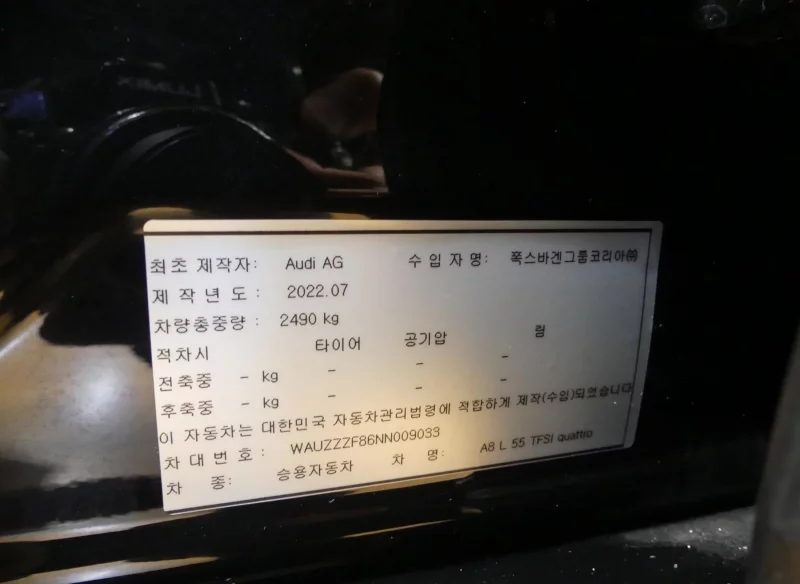 최초 제작자: Audi AG 수 입 자 명: 폭스바겐그룹코리아㈜
제 작 년 도 : 2022.07
차량총중량 : 2490 kg
적차시 타이어 공기압 림
전축중 - kg - - -
후축중 - kg - - -
이 자동차는 대한민국 자동차관리법령에 적합하게 제작(수입)되었습니다
차 대 번 호 : WAUZZZF86NN009033
차 종: 승용자동차 차 명: A8 L 55 TFSI quattro